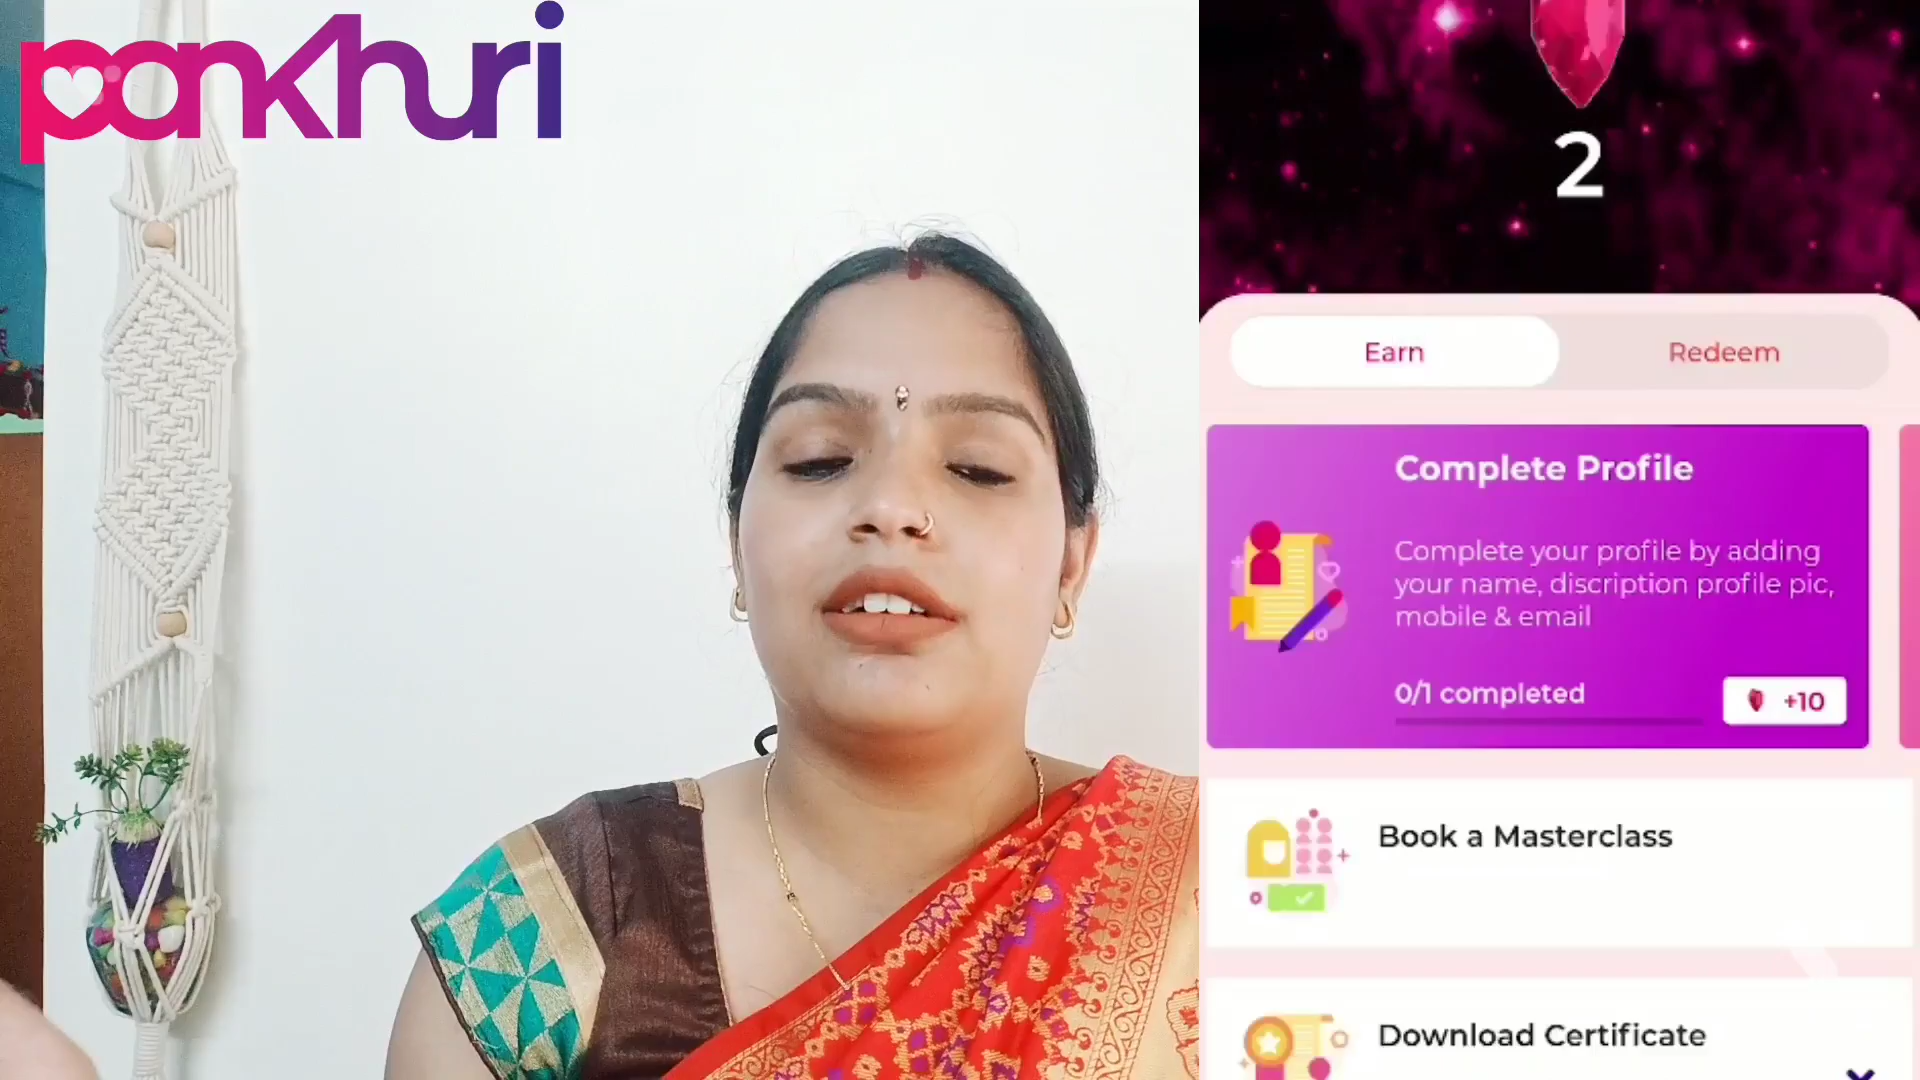 pankhuri
2
Earn
Redeem
Complete Profile
Complete your profile by adding
your name, discription profile pic,
mobile & email
0/1 completed
+10
Book a Masterclass
Download Certificate